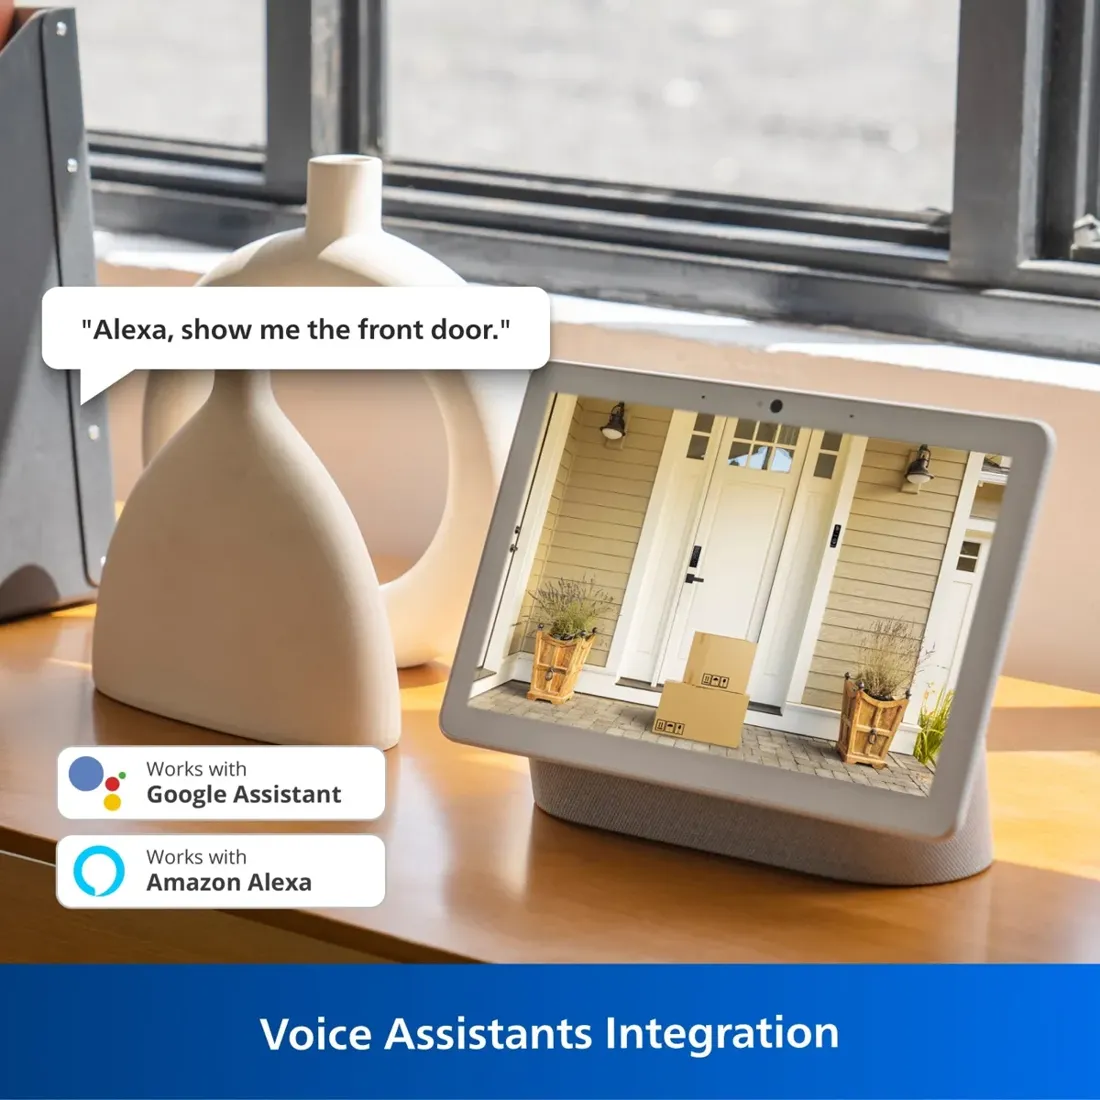 "Alexa, show me the front door."
Works with
Google Assistant
Works with
Amazon Alexa
Voice Assistants Integration